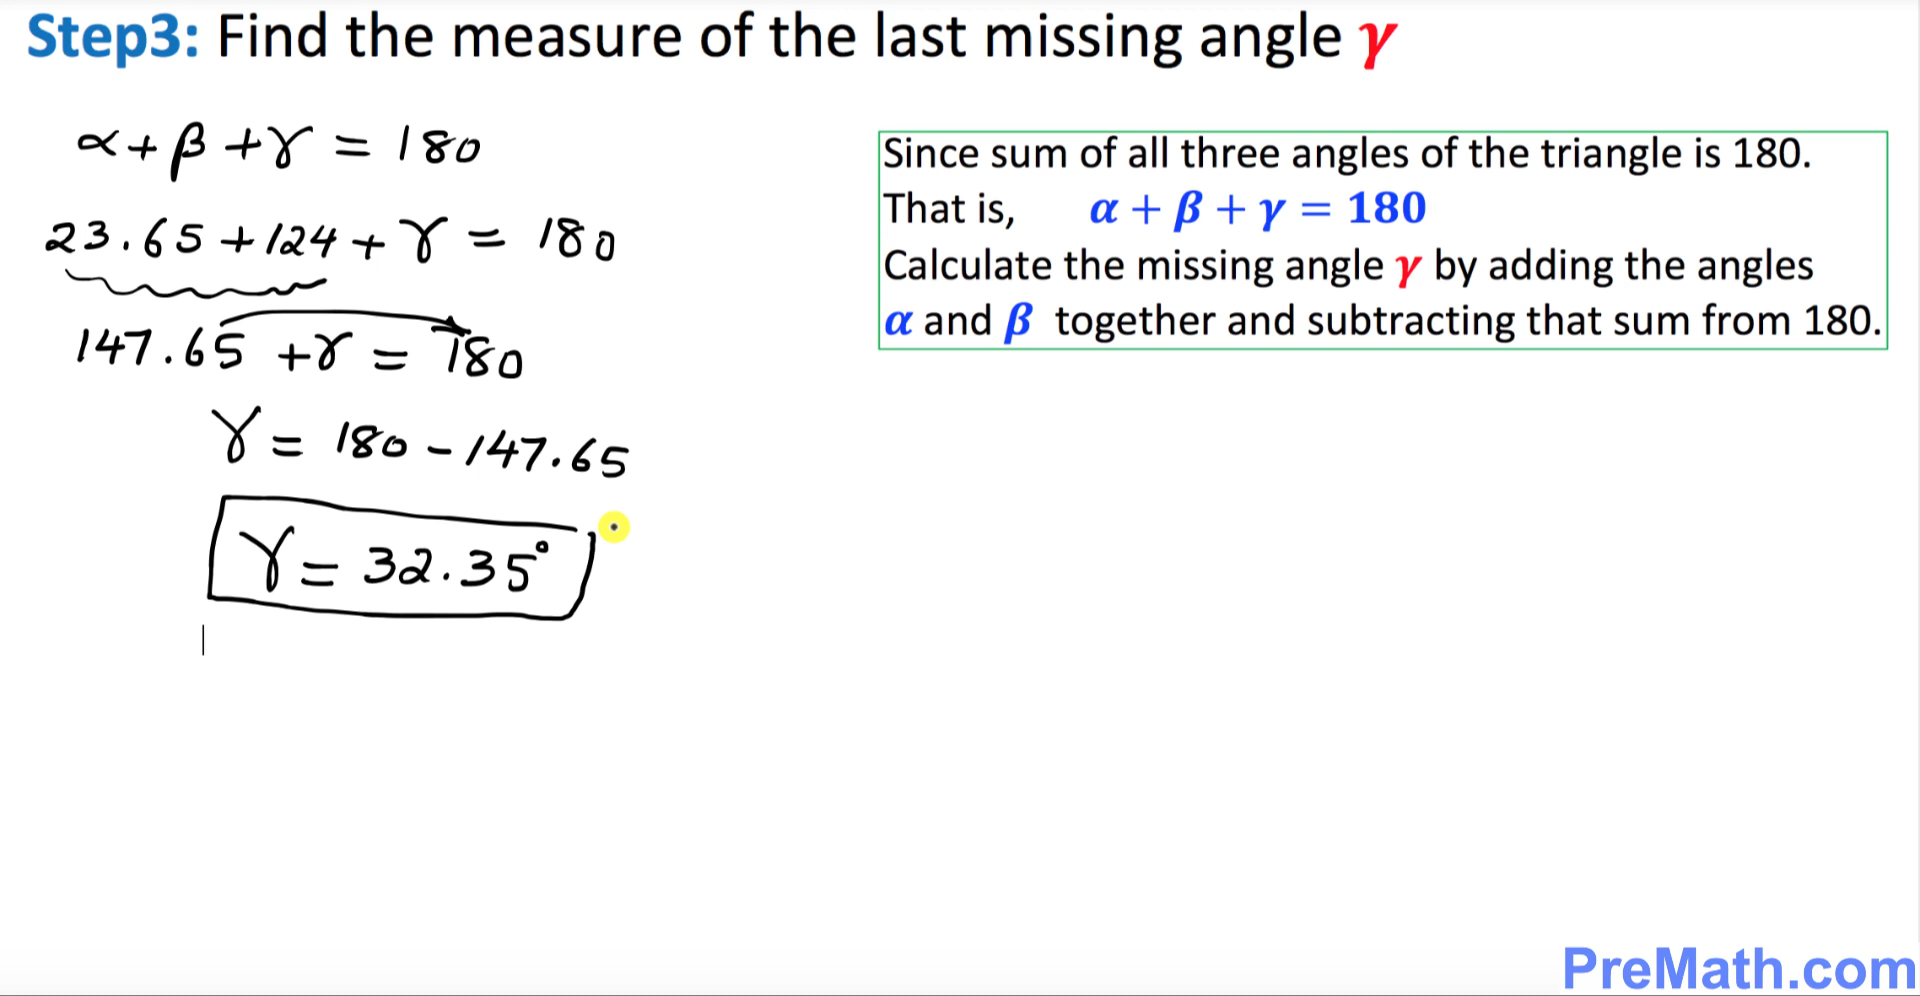 Step3: Find the measure of the last missing angle γ
α + β + γ = 180
23.65 + 124 + γ = 180
147.65 + γ = 180
γ = 180 - 147.65
γ = 32.35°
Since sum of all three angles of the triangle is 180.
That is, α + β + γ = 180
Calculate the missing angle γ by adding the angles
α and β together and subtracting that sum from 180.
PreMath.com